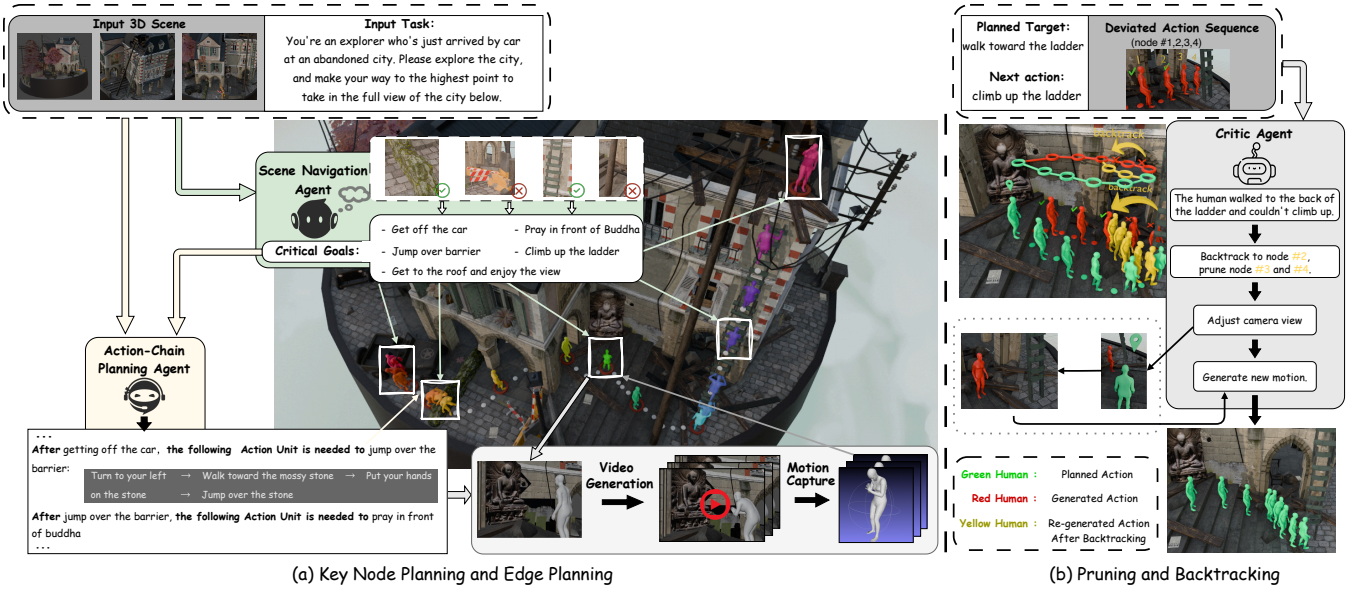 Input 3D Scene
Input Task:
You're an explorer who's just arrived by car
at an abandoned city. Please explore the city,
and make your way to the highest point to
take in the full view of the city below.
Scene Navigation
Agent
Critical Goals:
- Get off the car
- Pray in front of Buddha
- Jump over barrier
- Climb up the ladder
- Get to the roof and enjoy the view
Action-Chain
Planning Agent
...
After getting off the car, the following Action Unit is needed to jump over the
barrier:
Turn to your left → Walk toward the mossy stone → Put your hands
on the stone → Jump over the stone
After jump over the barrier, the following Action Unit is needed to pray in front
of buddha
...
Video
Generation
Motion
Capture
(a) Key Node Planning and Edge Planning
Planned Target:
walk toward the ladder
Next action:
climb up the ladder
Deviated Action Sequence
(node #1,2,3,4)
backtrack
backtrack
Critic Agent
The human walked to the back of
the ladder and couldn't climb up.
Backtrack to node #2,
prune node #3 and #4.
Adjust camera view
Generate new motion.
Green Human : Planned Action
Red Human : Generated Action
Yellow Human : Re-generated Action
After Backtracking
(b) Pruning and Backtracking